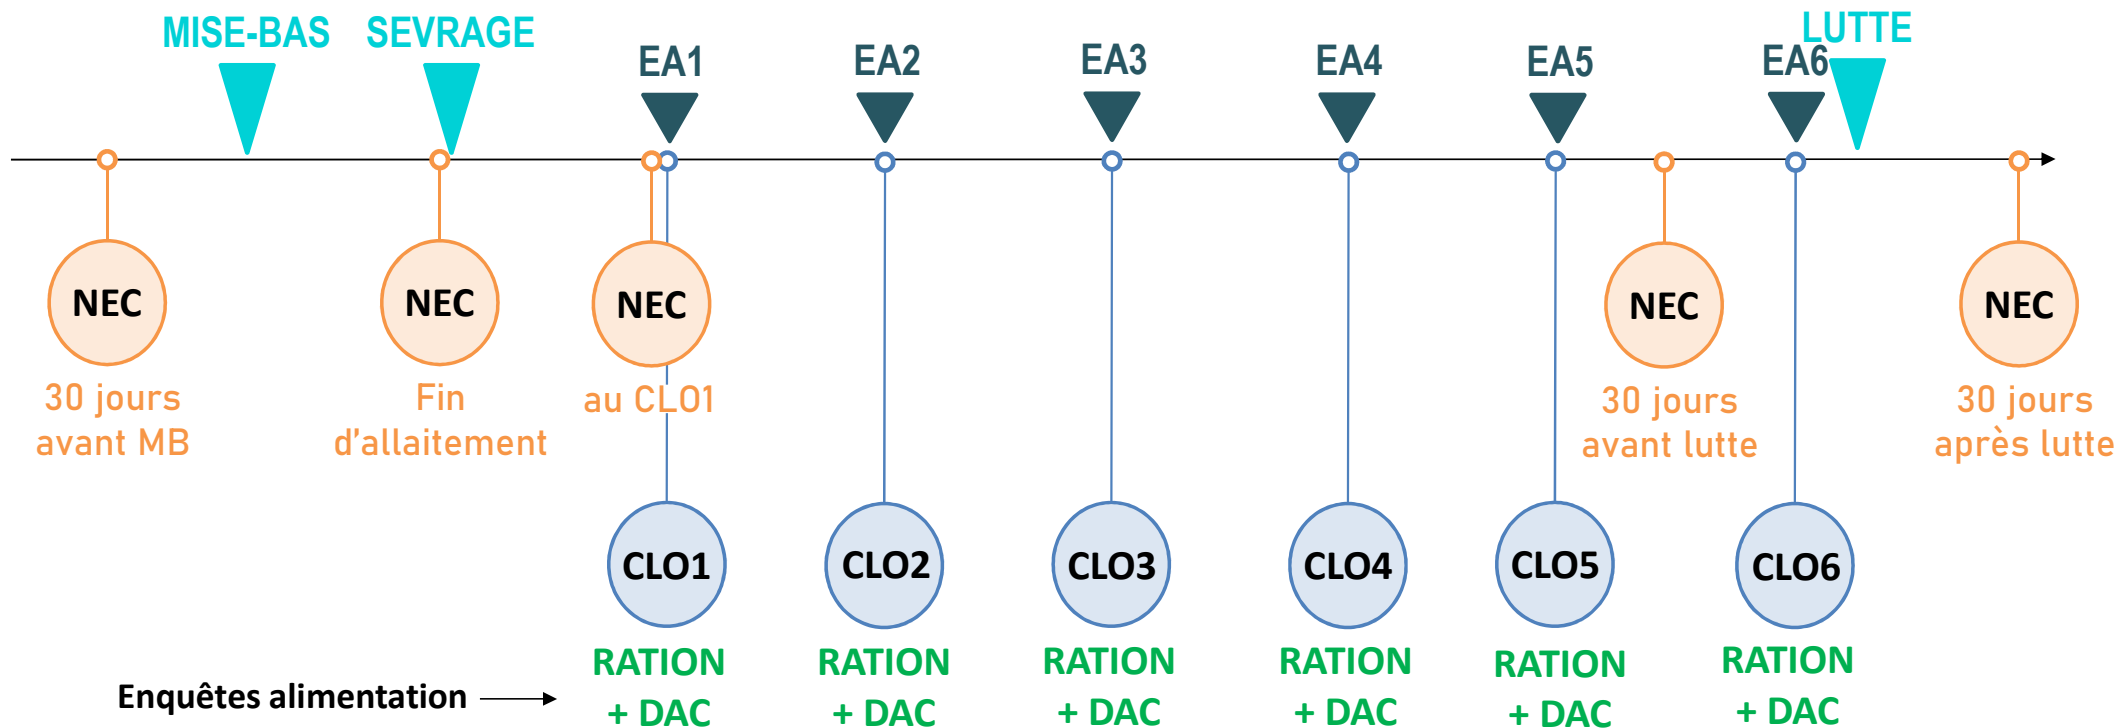 MISE-BAS SEVRAGE LUTTE
EA1 EA2 EA3 EA4 EA5 EA6
NEC NEC NEC NEC NEC
30 jours
avant MB
Fin
d'allaitement
au CLO1
30 jours
avant lutte
30 jours
après lutte
CLO1 CLO2 CLO3 CLO4 CLO5 CLO6
Enquêtes alimentation
RATION
+ DAC
RATION
+ DAC
RATION
+ DAC
RATION
+ DAC
RATION
+ DAC
RATION
+ DAC